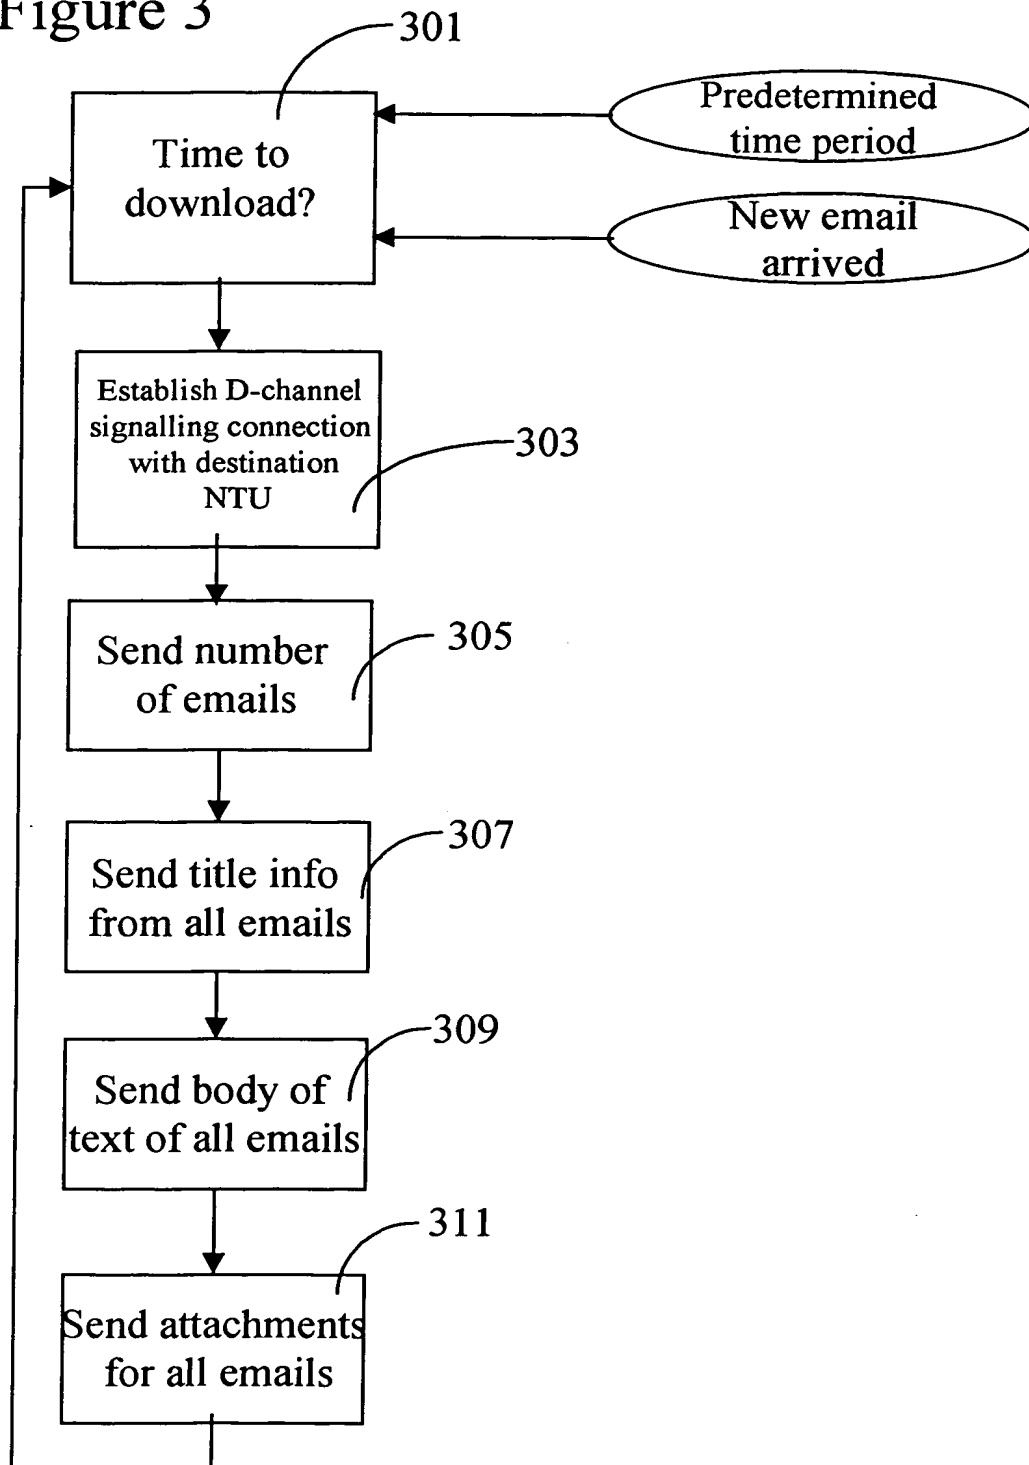 Figure 3
301
Predetermined
time period
Time to
download?
New email
arrived
Establish D-channel
signalling connection
with destination
NTU
303
Send number
of emails
305
Send title info
from all emails
307
Send body of
text of all emails
309
Send attachments
for all emails
311